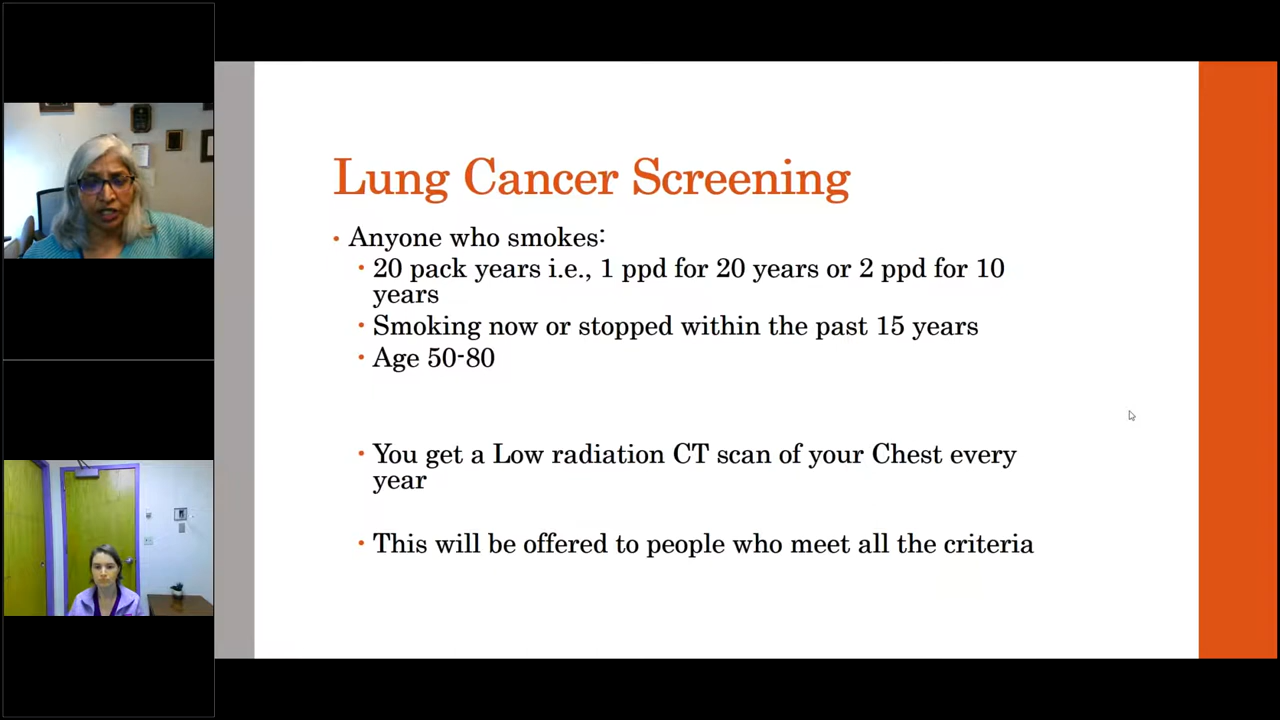 Lung Cancer Screening
• Anyone who smokes:
• 20 pack years i.e., 1 ppd for 20 years or 2 ppd for 10
years
• Smoking now or stopped within the past 15 years
• Age 50-80
• You get a Low radiation CT scan of your Chest every
year
• This will be offered to people who meet all the criteria